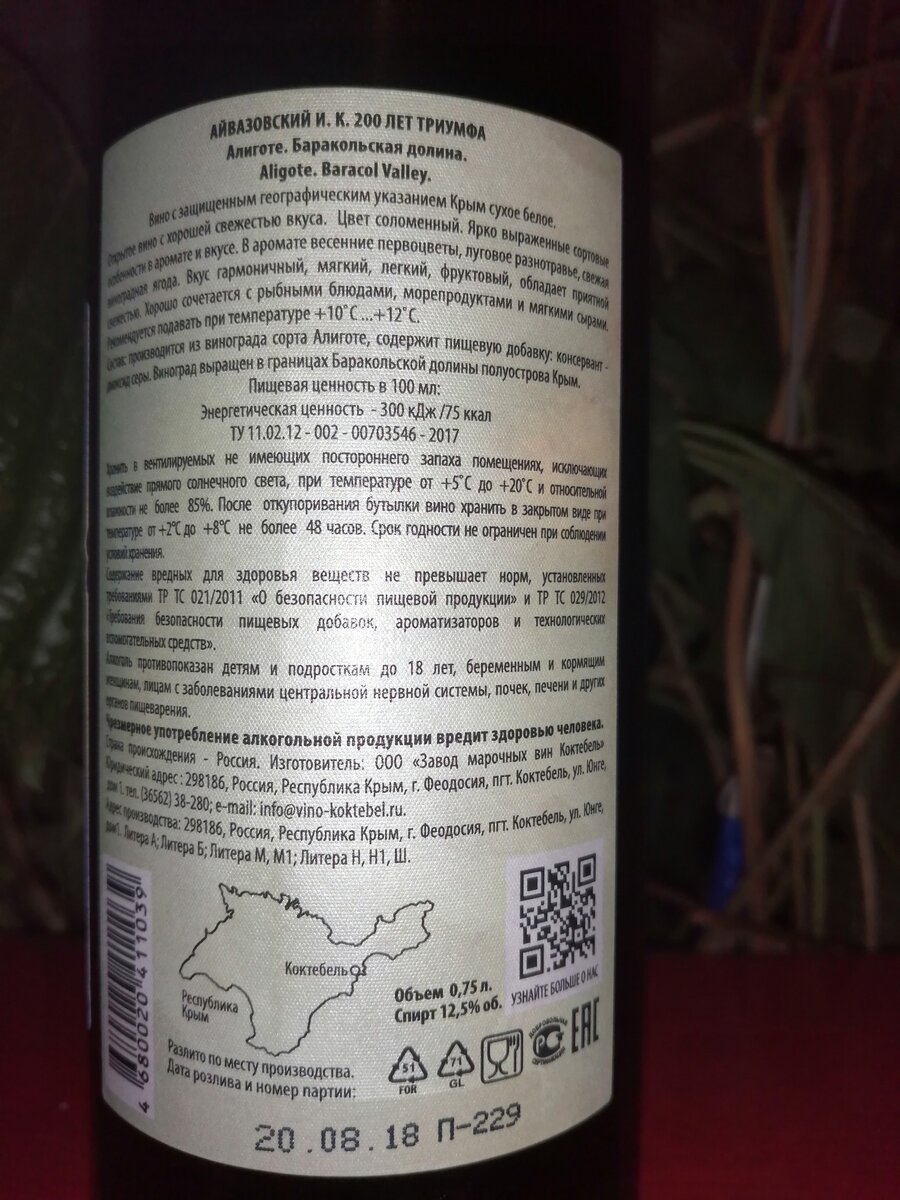 АЙВАЗОВСКИЙ И. К. 200 ЛЕТ ТРИУМФА
Алиготе. Баракольская долина.
Aligote. Baracol Valley.
Вино с защищенным географическим указанием Крым сухое белое.
Открытое вино с хорошей свежестью вкуса. Цвет соломенный. Ярко выраженные сортовые
особенности в аромате и вкусе. В аромате весенние первоцветы, луговое разнотравье, свежая
виноградная ягода. Вкус гармоничный, мягкий, легкий, фруктовый, обладает приятной
свежестью. Хорошо сочетается с рыбными блюдами, морепродуктами и мягкими сырами.
Рекомендуется подавать при температуре +10˚С...+12˚С.
Состав: производится из винограда сорта Алиготе, содержит пищевую добавку: консервант -
диоксид серы. Виноград выращен в границах Баракольской долины полуострова Крым.
Пищевая ценность в 100 мл:
Энергетическая ценность - 300 кДж /75 ккал
ТУ 11.02.12 - 002 - 00703546 - 2017
Хранить в вентилируемых не имеющих постороннего запаха помещениях, исключающих
воздействие прямого солнечного света, при температуре от +5˚С до +20˚С и относительной
влажности не более 85%. После откупоривания бутылки вино хранить в закрытом виде при
температуре от +2˚С до +8˚С не более 48 часов. Срок годности не ограничен при соблюдении
условий хранения.
Содержание вредных для здоровья веществ не превышает норм, установленных
требованиями ТР ТС 021/2011 «О безопасности пищевой продукции» и ТР ТС 029/2012
«Требования безопасности пищевых добавок, ароматизаторов и технологических
вспомогательных средств».
Алкоголь противопоказан детям и подросткам до 18 лет, беременным и кормящим
женщинам, лицам с заболеваниями центральной нервной системы, почек, печени и других
органов пищеварения.
Чрезмерное употребление алкогольной продукции вредит здоровью человека.
Страна происхождения - Россия. Изготовитель: ООО «Завод марочных вин Коктебель»
Юридический адрес : 298186, Россия, Республика Крым, г. Феодосия, пгт. Коктебель, ул. Юнге,
дом 1. тел. (36562) 38-280; e-mail: info@vino-koktebel.ru.
Адрес производства: 298186, Россия, Республика Крым, г. Феодосия, пгт. Коктебель, ул. Юнге,
дом1. Литера А; Литера Б; Литера М, М1; Литера Н, Н1, Ш.
Коктебель
Республика
Крым
Объем 0,75 л.
Спирт 12,5% об.
УЗНАЙТЕ БОЛЬШЕ О НАС
4 680020 411039
Разлито по месту производства.
Дата розлива и номер партии:
51
FOR
71
GL
ДОБРОВОЛЬНАЯ
СЕРТИФИКАЦИЯ
EAC
20.08.18 П-229